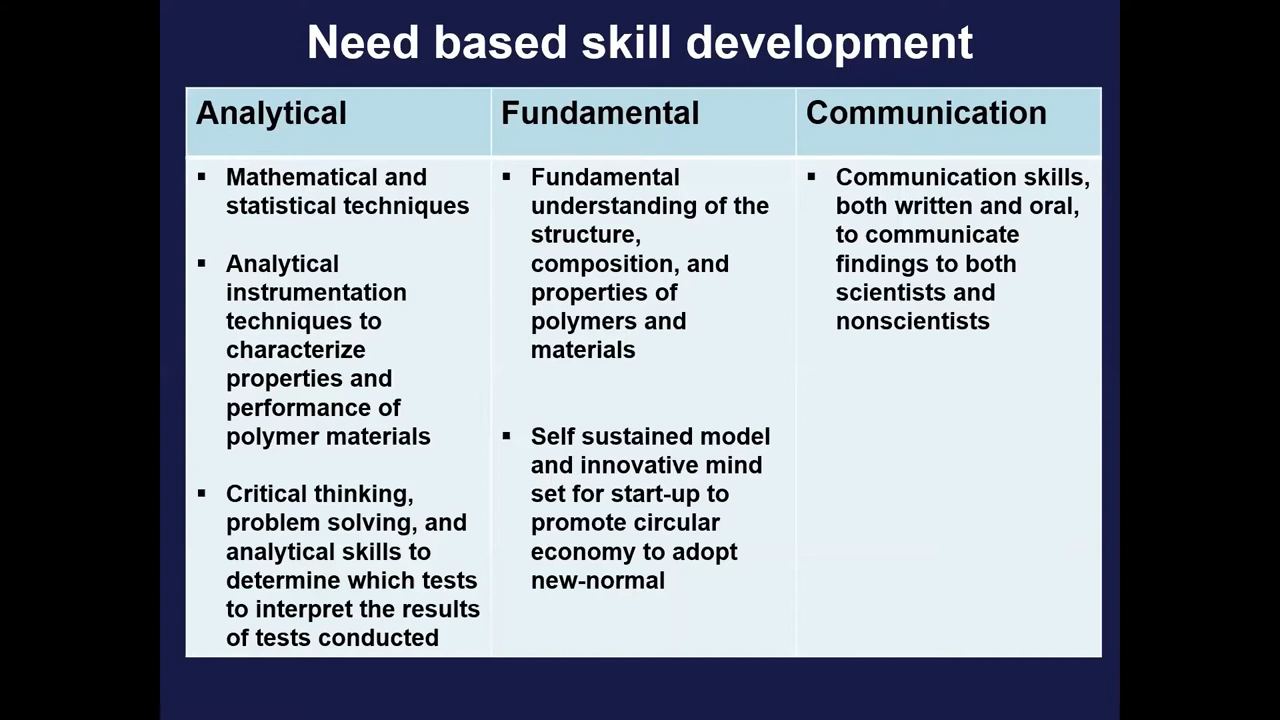 Need based skill development
Analytical
Fundamental
Communication
▪ Mathematical and
statistical techniques
▪ Analytical
instrumentation
techniques to
characterize
properties and
performance of
polymer materials
▪ Critical thinking,
problem solving, and
analytical skills to
determine which tests
to interpret the results
of tests conducted
▪ Fundamental
understanding of the
structure,
composition, and
properties of
polymers and
materials
▪ Self sustained model
and innovative mind
set for start-up to
promote circular
economy to adopt
new-normal
▪ Communication skills,
both written and oral,
to communicate
findings to both
scientists and
nonscientists